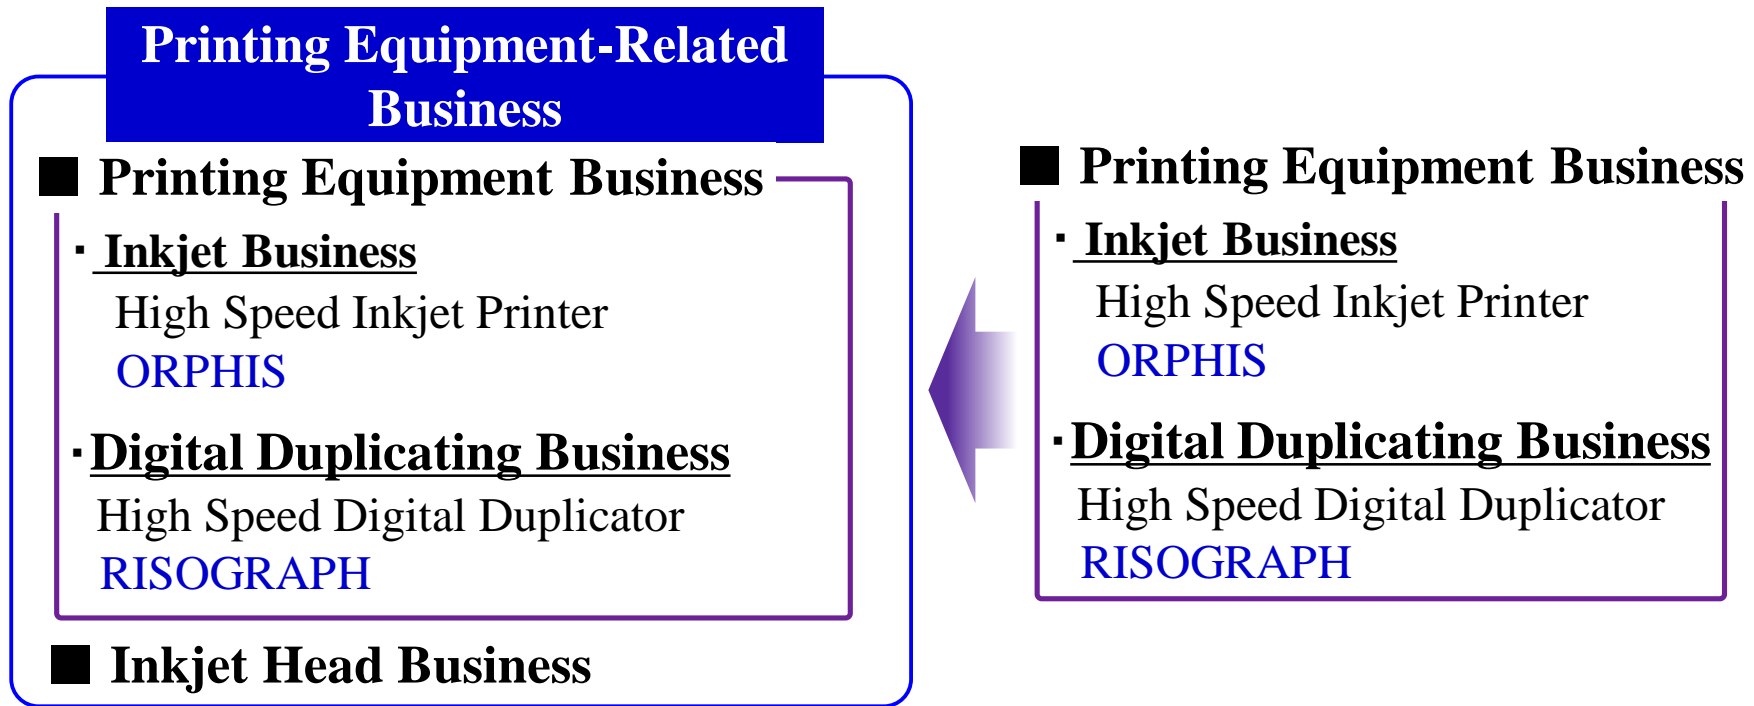 Printing Equipment-Related
Business
■ Printing Equipment Business
・Inkjet Business
High Speed Inkjet Printer
ORPHIS
・Digital Duplicating Business
High Speed Digital Duplicator
RISOGRAPH
■ Inkjet Head Business
■ Printing Equipment Business
・Inkjet Business
High Speed Inkjet Printer
ORPHIS
・Digital Duplicating Business
High Speed Digital Duplicator
RISOGRAPH